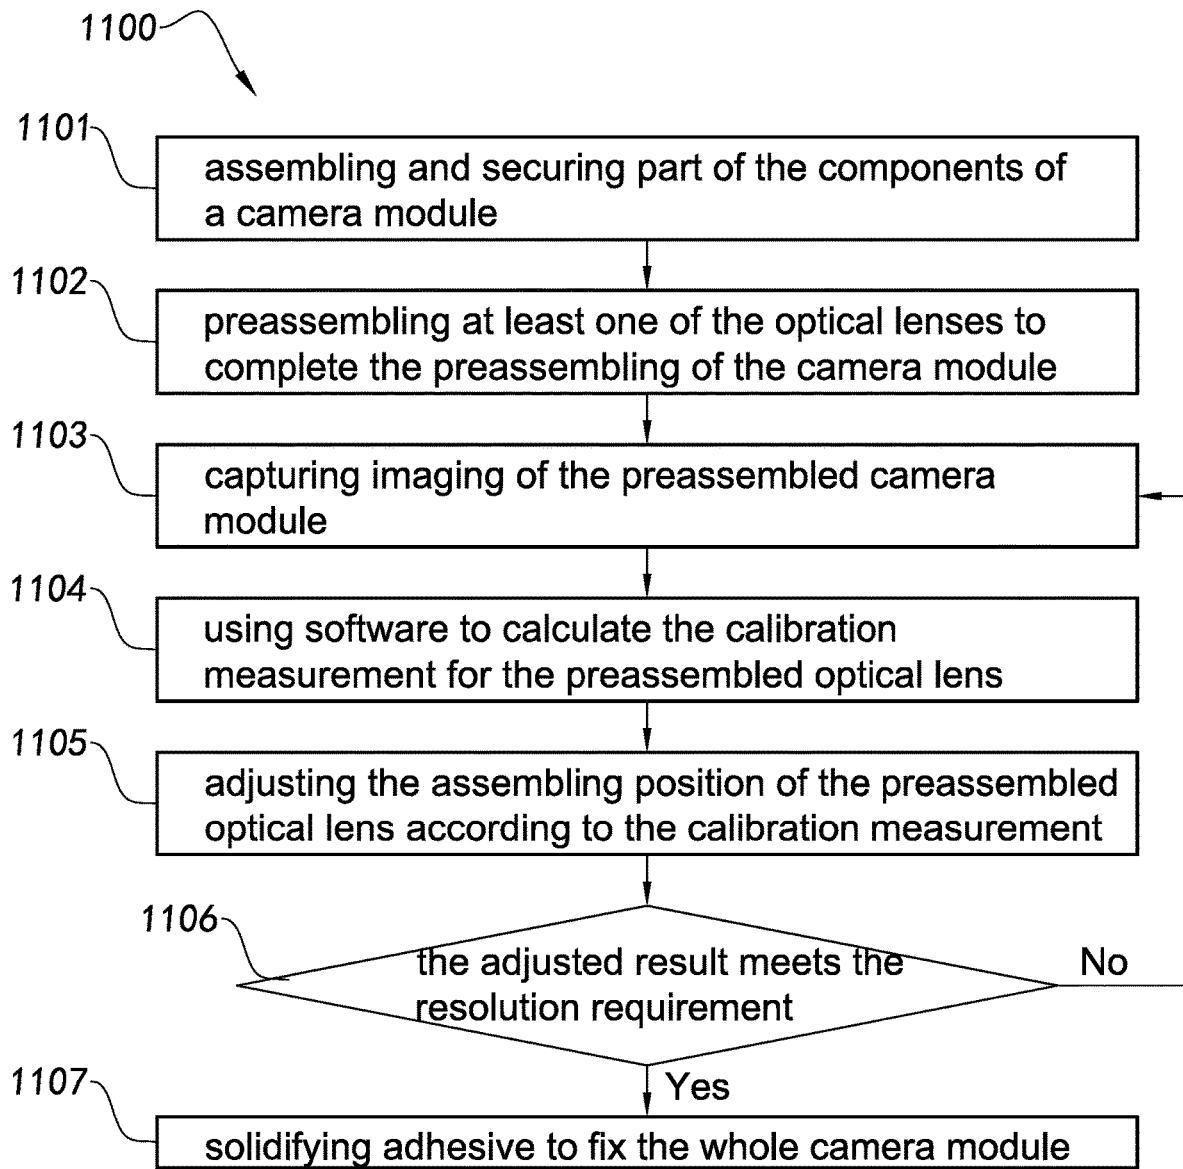 1100
1101
assembling and securing part of the components of
a camera module
1102
preassembling at least one of the optical lenses to
complete the preassembling of the camera module
1103
capturing imaging of the preassembled camera
module
1104
using software to calculate the calibration
measurement for the preassembled optical lens
1105
adjusting the assembling position of the preassembled
optical lens according to the calibration measurement
1106
the adjusted result meets the
resolution requirement
No
Yes
1107
solidifying adhesive to fix the whole camera module